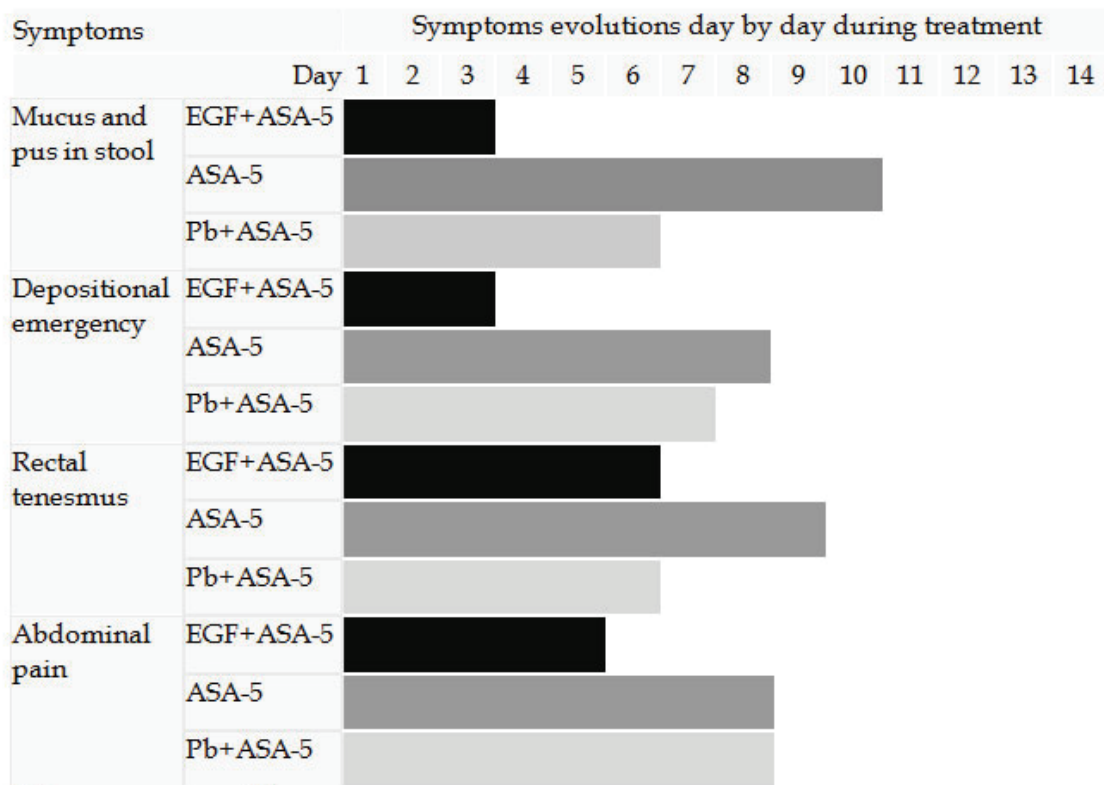 Symptoms
Symptoms evolutions day by day during treatment
Day 1 2 3 4 5 6 7 8 9 10 11 12 13 14
Mucus and
pus in stool
EGF+ASA-5
ASA-5
Pb+ASA-5
Depositional
emergency
EGF+ASA-5
ASA-5
Pb+ASA-5
Rectal
tenesmus
EGF+ASA-5
ASA-5
Pb+ASA-5
Abdominal
pain
EGF+ASA-5
ASA-5
Pb+ASA-5